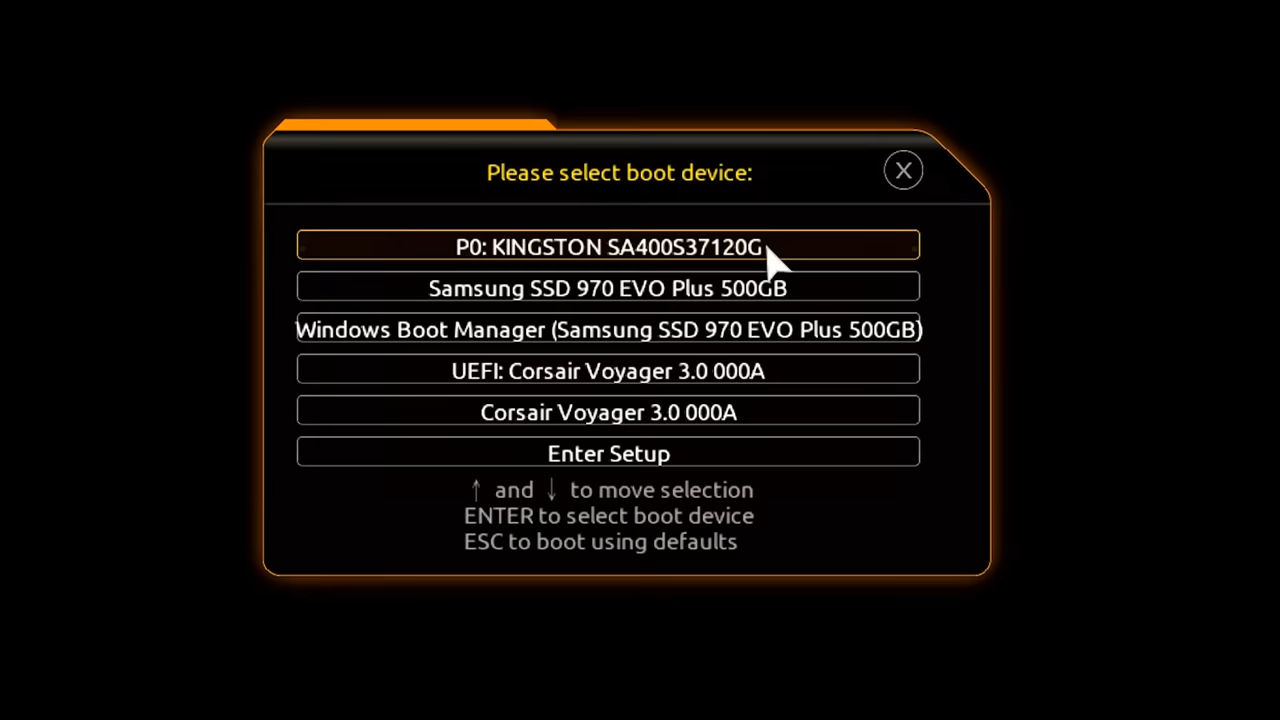 Please select boot device:
X
P0: KINGSTON SA400S37120G
Samsung SSD 970 EVO Plus 500GB
Windows Boot Manager (Samsung SSD 970 EVO Plus 500GB)
UEFI: Corsair Voyager 3.0 000A
Corsair Voyager 3.0 000A
Enter Setup
↑ and ↓ to move selection
ENTER to select boot device
ESC to boot using defaults